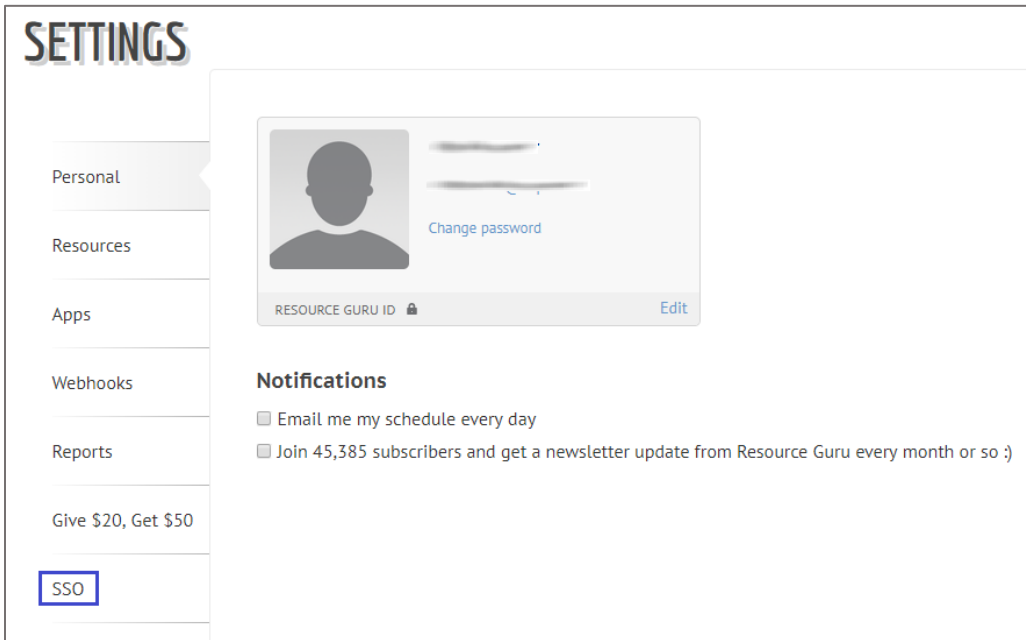 SETTINGS
Personal
Resources
Apps
Webhooks
Reports
Give $20, Get $50
SSO
Change password
RESOURCE GURU ID
Edit
Notifications
Email me my schedule every day
Join 45,385 subscribers and get a newsletter update from Resource Guru every month or so :)